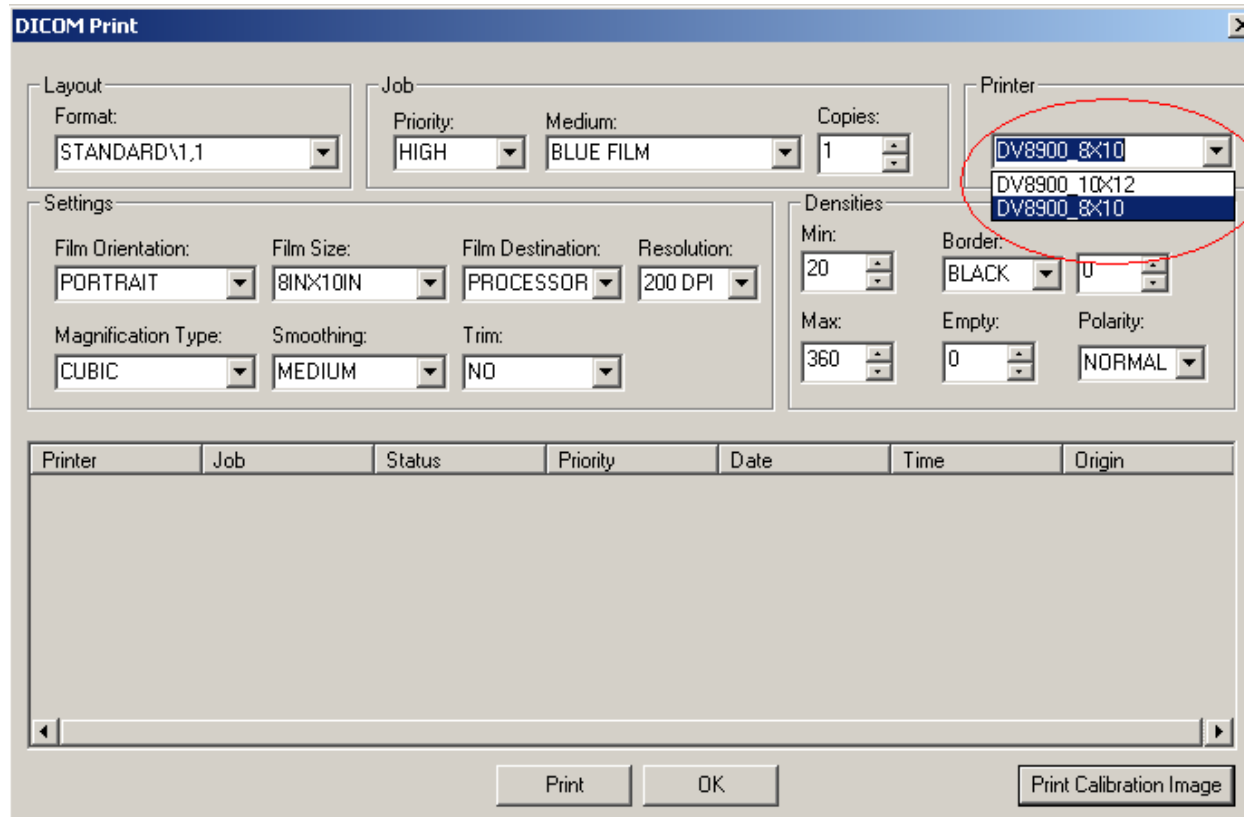 DICOM Print
Layout
Format:
STANDARD\1,1
Job
Priority:
HIGH
Medium:
BLUE FILM
Copies:
1
Printer
DV8900_8X10
DV8900_10X12
DV8900_8X10
Settings
Film Orientation:
PORTRAIT
Film Size:
8INX10IN
Film Destination:
PROCESSOR
Resolution:
200 DPI
Magnification Type:
CUBIC
Smoothing:
MEDIUM
Trim:
NO
Densities
Min:
20
Border:
BLACK
0
Max:
360
Empty:
0
Polarity:
NORMAL
Printer Job Status Priority Date Time Origin
Print OK Print Calibration Image